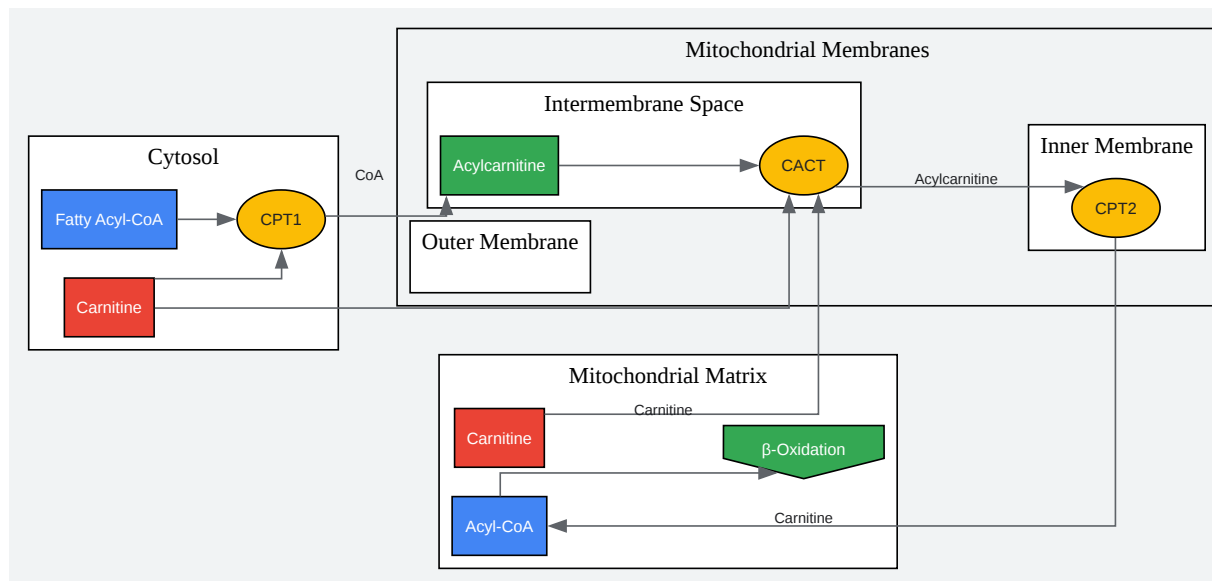 Mitochondrial Membranes
Intermembrane Space
Cytosol
Inner Membrane
Acylcarnitine
CACT
CoA
Acylcarnitine
Fatty Acyl-CoA
CPT1
CPT2
Outer Membrane
Carnitine
Mitochondrial Matrix
Carnitine
Carnitine
β-Oxidation
Acyl-CoA
Carnitine